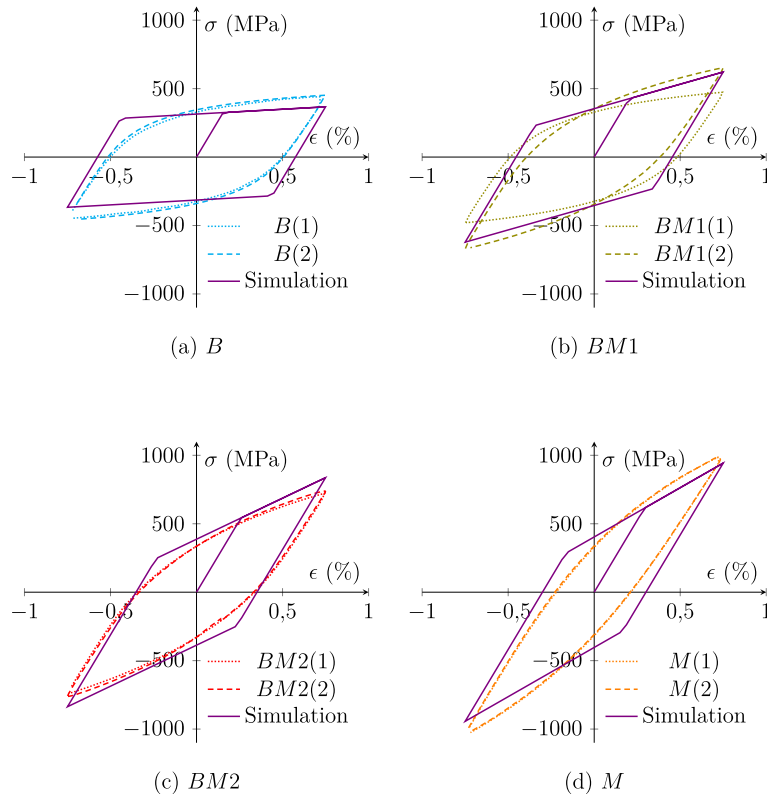 σ (MPa)
ϵ (%)
1000
500
−500
−1000
−1
−0,5
0,5
1
B(1)
B(2)
Simulation
(a) B
σ (MPa)
ϵ (%)
1000
500
−500
−1000
−1
−0,5
0,5
1
BM1(1)
BM1(2)
Simulation
(b) BM1
σ (MPa)
ϵ (%)
1000
500
−500
−1000
−1
−0,5
0,5
1
BM2(1)
BM2(2)
Simulation
(c) BM2
σ (MPa)
ϵ (%)
1000
500
−500
−1000
−1
−0,5
0,5
1
M(1)
M(2)
Simulation
(d) M